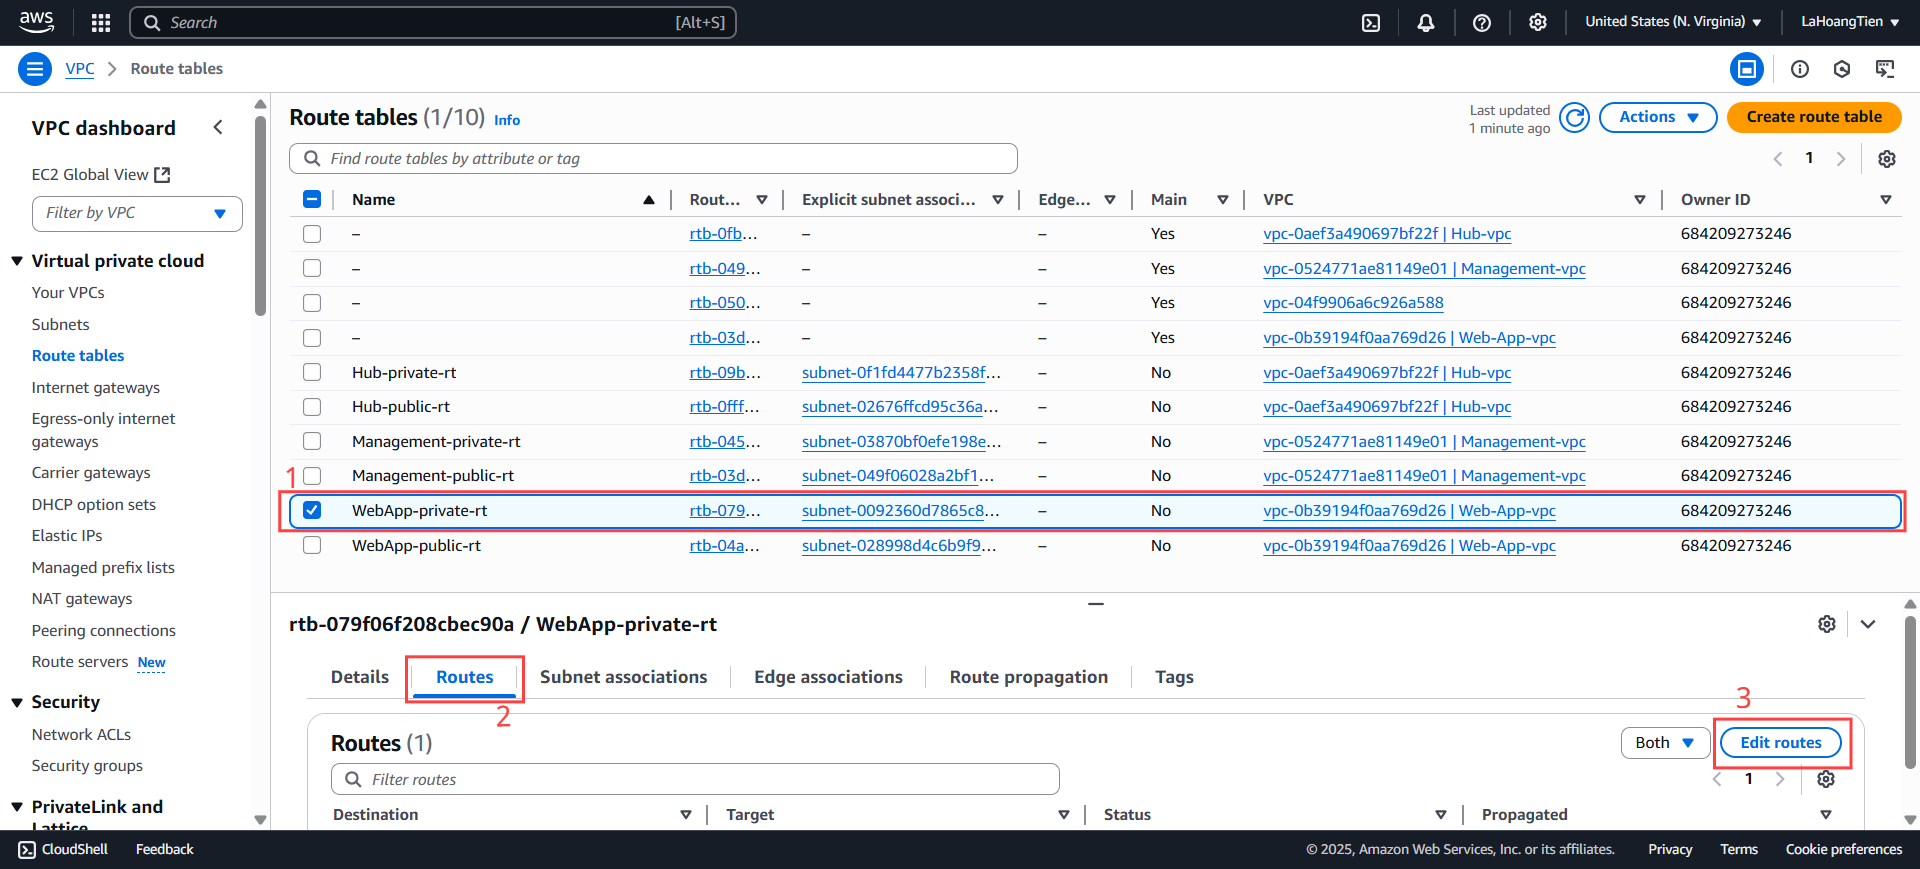 aws
Search [Alt+S]
United States (N. Virginia)
LaHoangTien
VPC
Route tables
VPC dashboard
EC2 Global View
Filter by VPC
Virtual private cloud
Your VPCs
Subnets
Route tables
Internet gateways
Egress-only internet
gateways
Carrier gateways
DHCP option sets
Elastic IPs
Managed prefix lists
NAT gateways
Peering connections
Route servers New
Security
Network ACLs
Security groups
PrivateLink and
Lattice
Route tables (1/10) Info
Last updated
1 minute ago
Actions
Create route table
Find route tables by attribute or tag
1
Name Rout... Explicit subnet associ... Edge... Main VPC Owner ID
– rtb-0fb... – – Yes vpc-0aef3a490697bf22f | Hub-vpc 684209273246
– rtb-049... – – Yes vpc-0524771ae81149e01 | Management-vpc 684209273246
– rtb-050... – – Yes vpc-04f9906a6c926a588 684209273246
– rtb-03d... – – Yes vpc-0b39194f0aa769d26 | Web-App-vpc 684209273246
Hub-private-rt rtb-09b... subnet-0f1fd4477b2358f... – No vpc-0aef3a490697bf22f | Hub-vpc 684209273246
Hub-public-rt rtb-0fff... subnet-02676ffcd95c36a... – No vpc-0aef3a490697bf22f | Hub-vpc 684209273246
Management-private-rt rtb-045... subnet-03870bf0efe198e... – No vpc-0524771ae81149e01 | Management-vpc 684209273246
Management-public-rt rtb-03d... subnet-049f06028a2bf1... – No vpc-0524771ae81149e01 | Management-vpc 684209273246
1
WebApp-private-rt rtb-079... subnet-0092360d7865c8... – No vpc-0b39194f0aa769d26 | Web-App-vpc 684209273246
WebApp-public-rt rtb-04a... subnet-028998d4c6b9f9... – No vpc-0b39194f0aa769d26 | Web-App-vpc 684209273246
rtb-079f06f208cbec90a / WebApp-private-rt
Details Routes Subnet associations Edge associations Route propagation Tags
2
3
Routes (1)
Both
Edit routes
Filter routes
1
Destination Target Status Propagated
CloudShell Feedback
© 2025, Amazon Web Services, Inc. or its affiliates. Privacy Terms Cookie preferences